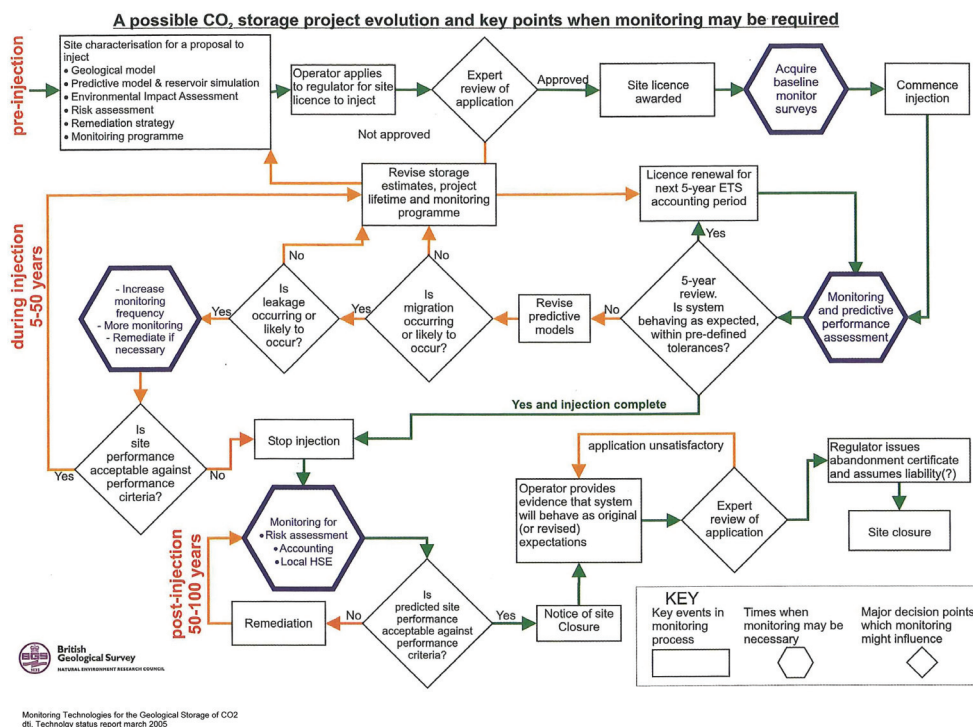 A possible CO₂ storage project evolution and key points when monitoring may be required
pre-injection
Site characterisation for a proposal to
inject
• Geological model
• Predictive model & reservoir simulation
• Environmental Impact Assessment
• Risk assessment
• Remediation strategy
• Monitoiring programme
Operator applies
to regulator for site
licence to inject
Expert
review of
application
Approved
Not approved
Site licence
awarded
Acquire
baseline
monitor
surveys
Commence
injection
during injection
5-50 years
Revise storage
estimates, project
lifetime and monitoring
programme
Licence renewal for
next 5-year ETS
accounting period
Yes
No
No
- Increase
monitoring
frequency
- More monitoring
- Remediate if
necessary
Yes
Is
leakage
occurring or
likely to
occur?
Yes
Is
migration
occurring
or likely to
occur?
Revise
predictive
models
No
5-year
review.
Is system
behaving as
expected,
within pre-defined
tolerances?
Monitoring
and predictive
performance
assessment
Yes and injection complete
Is
site
performance
acceptable against
performance
cirteria?
Yes
No
Stop injection
application unsatisfactory
Operator provides
evidence that system
will behave as original
(or revised)
expectations
Expert
review of
application
Regulator issues
abandonment certificate
and assumes liability(?)
Site closure
post-injection
50-100 years
Monitoring for
• Risk assessment
• Accounting
• Local HSE
Remediation
No
Is
predicted site
performance
acceptable against
performance
criteria?
Yes
Notice of site
Closure
KEY
Key events in
monitoring
process
Times when
monitoring may be
necessary
Major decision points
which monitoring
might influence
BGS
1835
British
Geological Survey
NATURAL ENVIRONMENT RESEARCH COUNCIL
Monitoring Technologies for the Geological Storage of CO2
dti. Technolgy status report march 2005